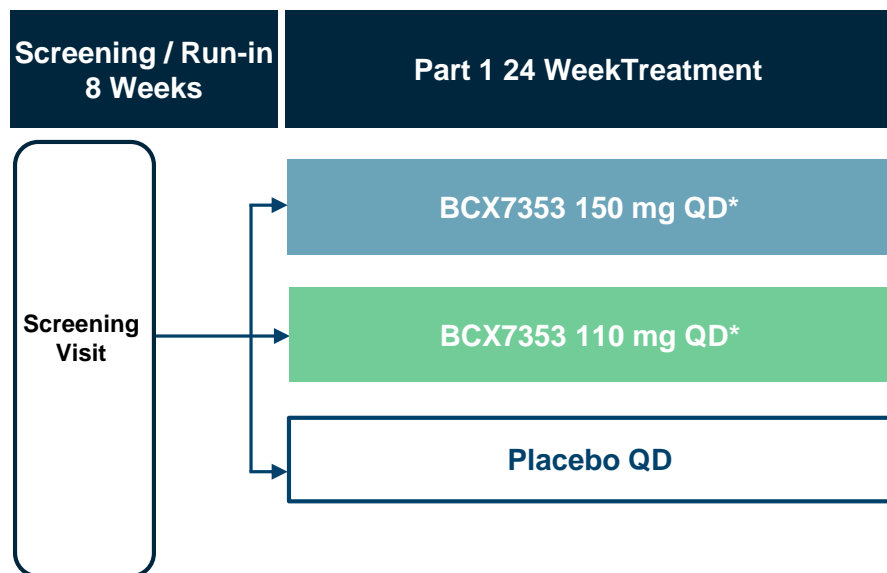 Screening / Run-in
8 Weeks
Part 1 24 WeekTreatment
BCX7353 150 mg QD*
Screening
Visit
BCX7353 110 mg QD*
Placebo QD